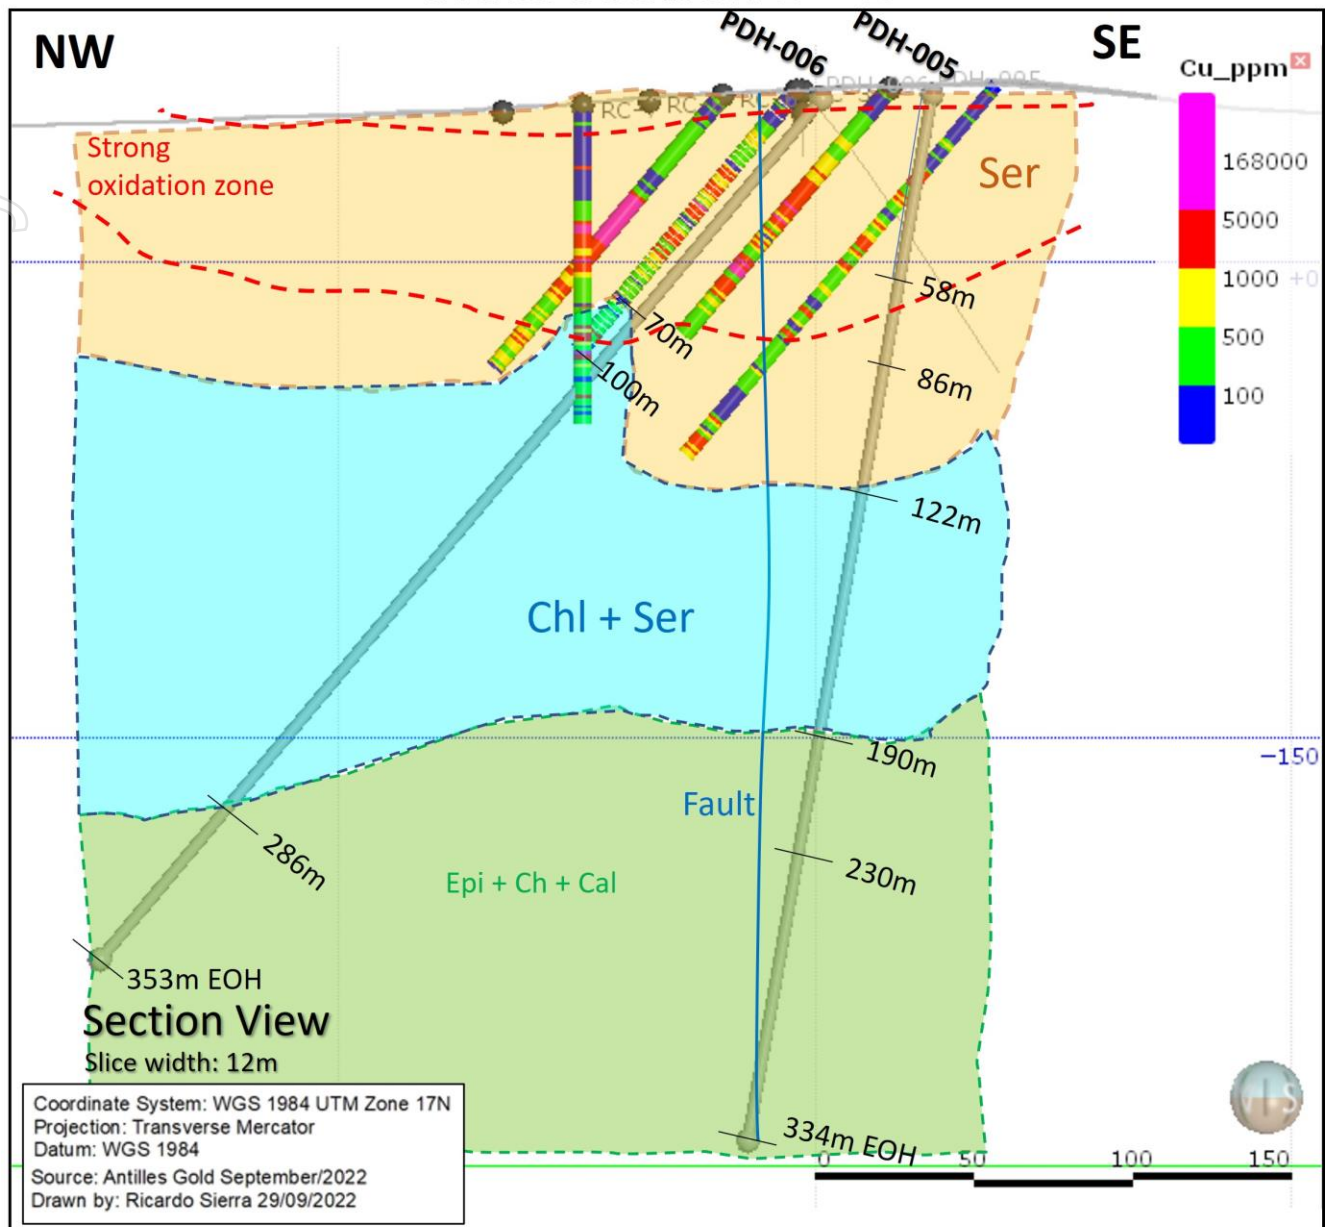 NW
PDH-006
PDH-005
SE
Cu_ppm
168000
5000
1000
500
100
RC
RC
Strong
oxidation zone
Ser
+0
58m
70m
86m
100m
122m
Chl + Ser
190m
-150
Fault
230m
286m
Epi + Ch + Cal
353m EOH
334m EOH
Section View
Slice width: 12m
Coordinate System: WGS 1984 UTM Zone 17N
Projection: Transverse Mercator
Datum: WGS 1984
Source: Antilles Gold September/2022
Drawn by: Ricardo Sierra 29/09/2022
0 50 100 150